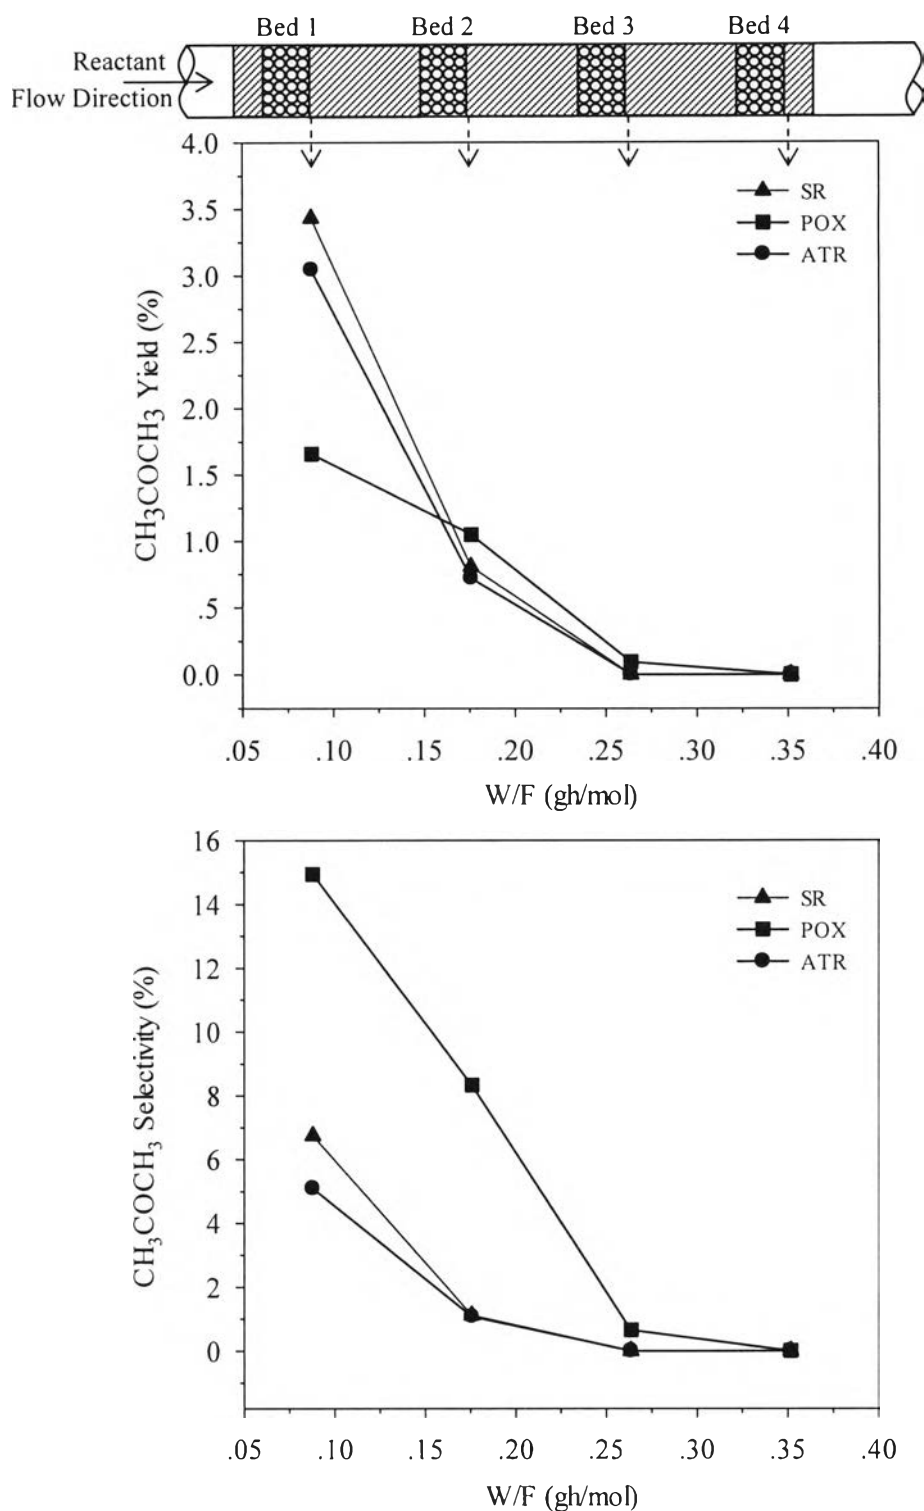 Bed 1 Bed 2 Bed 3 Bed 4
Reactant
Flow Direction
4.0
3.5
3.0
2.5
2.0
1.5
1.0
.5
0.0
CH3COCH3 Yield (%)
SR
POX
ATR
.05 .10 .15 .20 .25 .30 .35 .40
W/F (gh/mol)
16
14
12
10
8
6
4
2
0
CH3COCH3 Selectivity (%)
SR
POX
ATR
.05 .10 .15 .20 .25 .30 .35 .40
W/F (gh/mol)